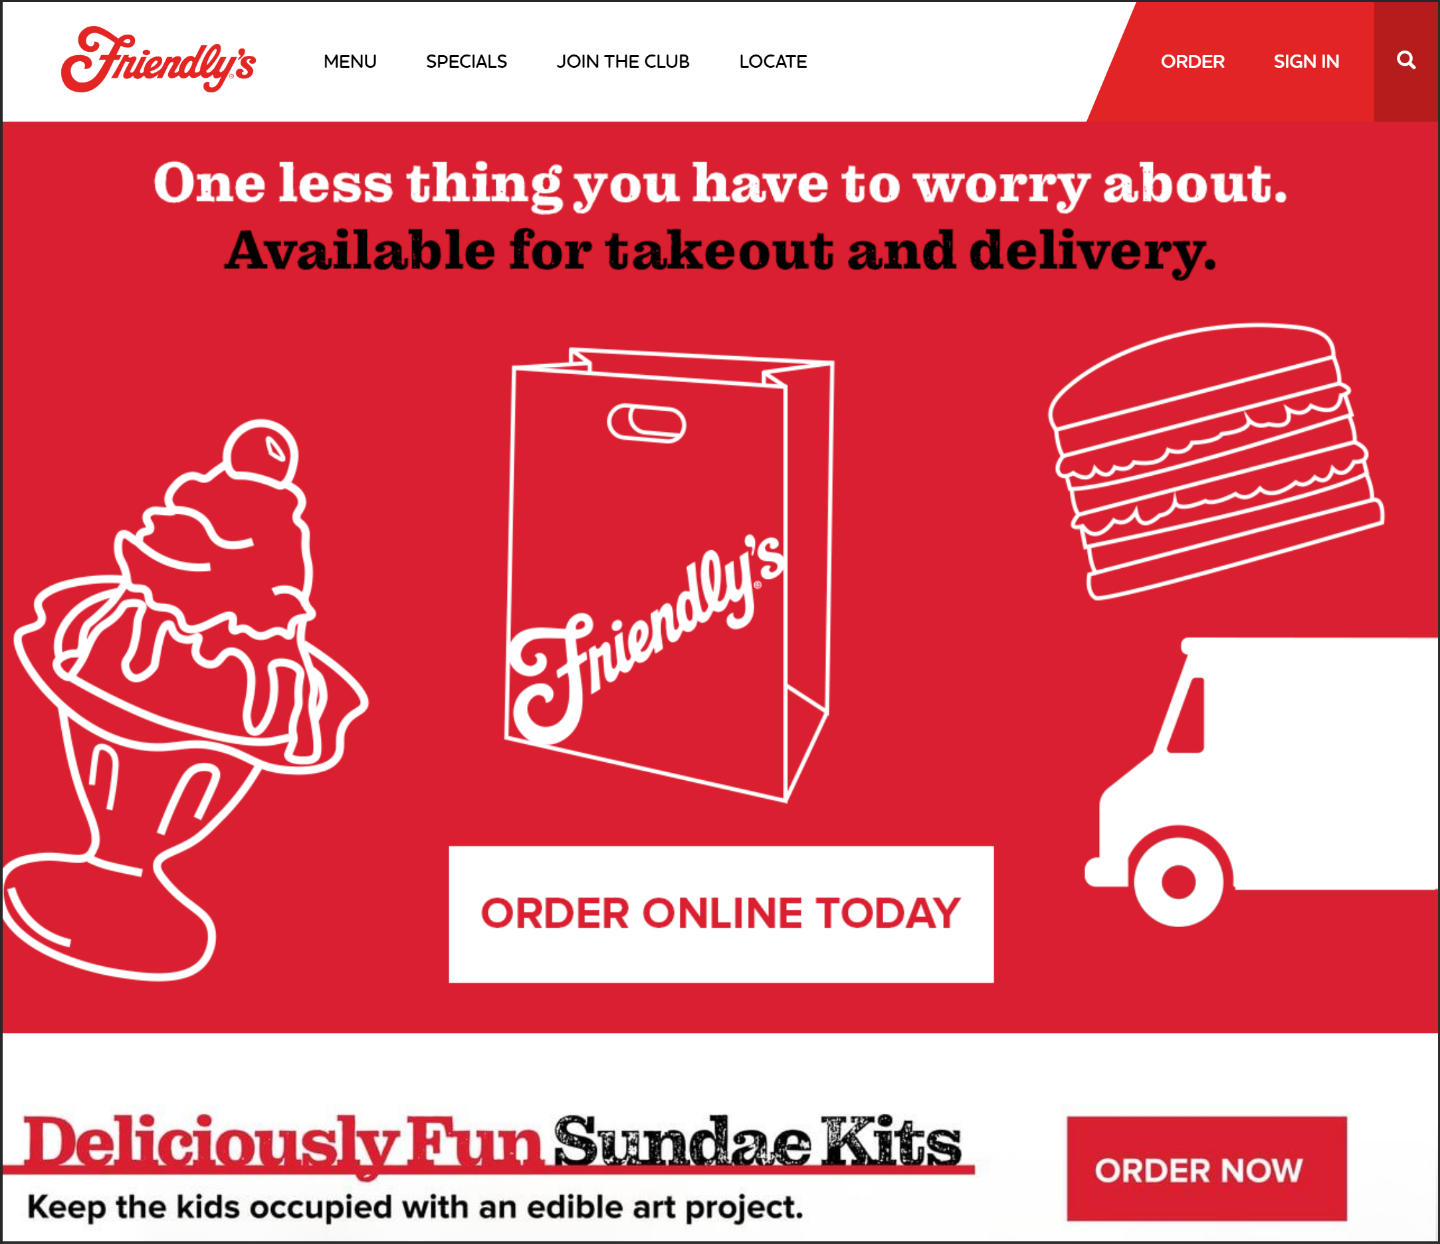 Friendly's
MENU SPECIALS JOIN THE CLUB LOCATE
ORDER SIGN IN
One less thing you have to worry about.
Available for takeout and delivery.
Friendly's
ORDER ONLINE TODAY
Deliciously Fun Sundae Kits
Keep the kids occupied with an edible art project.
ORDER NOW